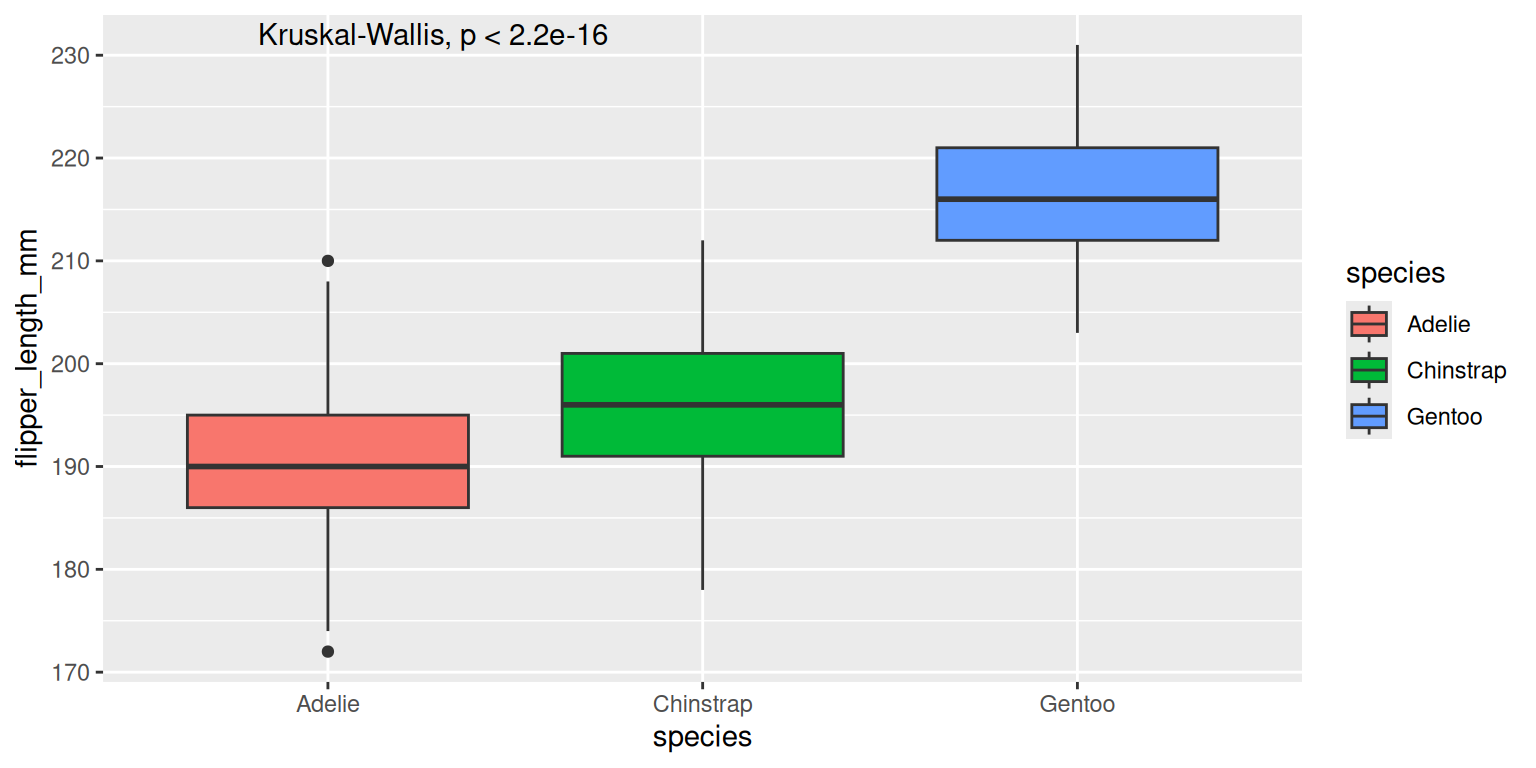 Kruskal-Wallis, p < 2.2e-16
230
220
210
200
190
180
170
flipper_length_mm
Adelie
Chinstrap
Gentoo
species
species
Adelie
Chinstrap
Gentoo